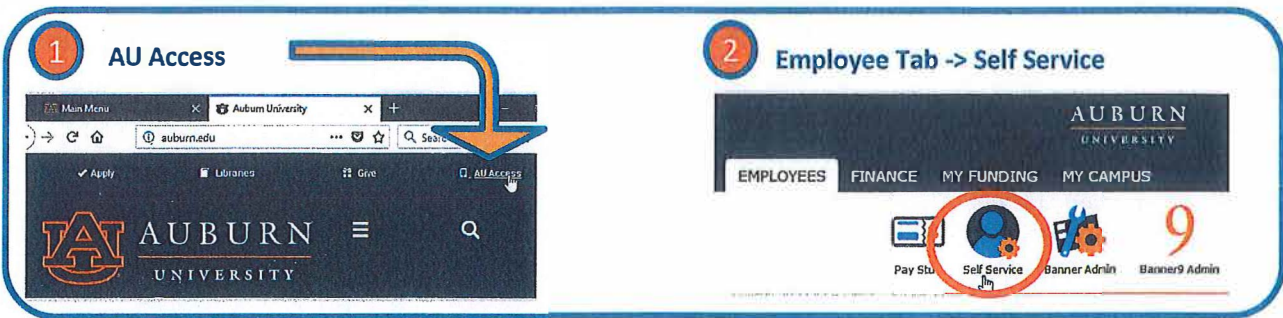 1 AU Access
Main Menu
Auburn University
auburn.edu
Apply
Libraries
Give
AU Access
AUBURN
UNIVERSITY
2 Employee Tab -> Self Service
AUBURN
UNIVERSITY
EMPLOYEES FINANCE MY FUNDING MY CAMPUS
9
Pay Stu
Self Service
Banner Admin
Banner9 Admin